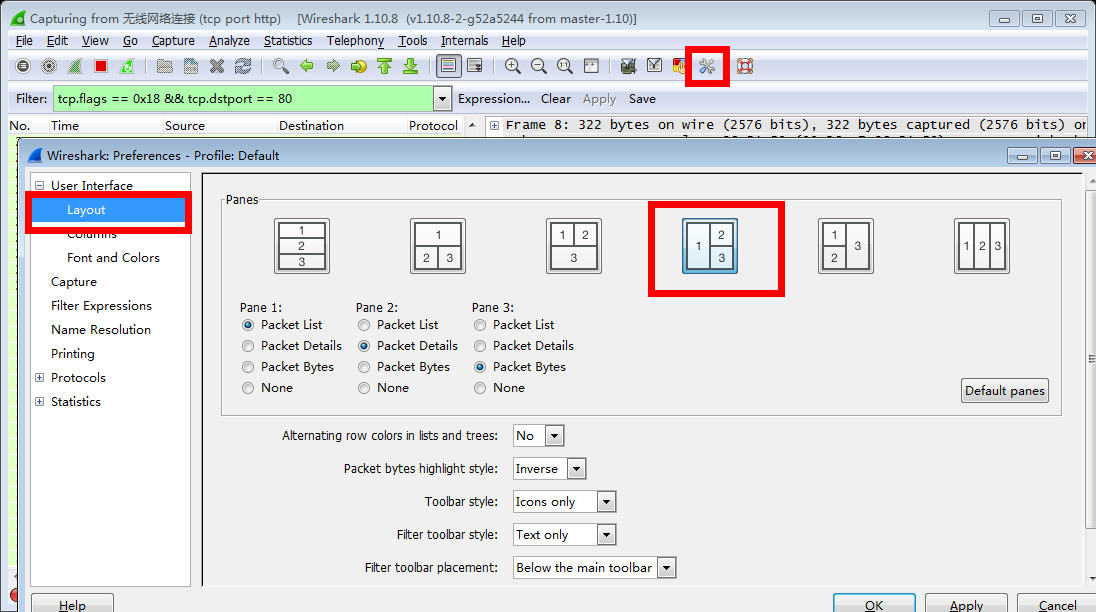 Capturing from 无线网络连接 (tcp port http) [Wireshark 1.10.8 (v1.10.8-2-g52a5244 from master-1.10)]
File Edit View Go Capture Analyze Statistics Telephony Tools Internals Help
Filter: tcp.flags == 0x18 && tcp.dstport == 80 Expression... Clear Apply Save
No. Time Source Destination Protocol
Frame 8: 322 bytes on wire (2576 bits), 322 bytes captured (2576 bits) on
Wireshark: Preferences - Profile: Default
User Interface
Layout
Columns
Font and Colors
Capture
Filter Expressions
Name Resolution
Printing
Protocols
Statistics
Panes
1 2 3
1 2 3
1 2 3
1 2 3
1 2 3
1 2 3
Pane 1: Pane 2: Pane 3:
Packet List Packet List Packet List
Packet Details Packet Details Packet Details
Packet Bytes Packet Bytes Packet Bytes
None None None
Default panes
Alternating row colors in lists and trees: No
Packet bytes highlight style: Inverse
Toolbar style: Icons only
Filter toolbar style: Text only
Filter toolbar placement: Below the main toolbar
Help OK Apply Cancel